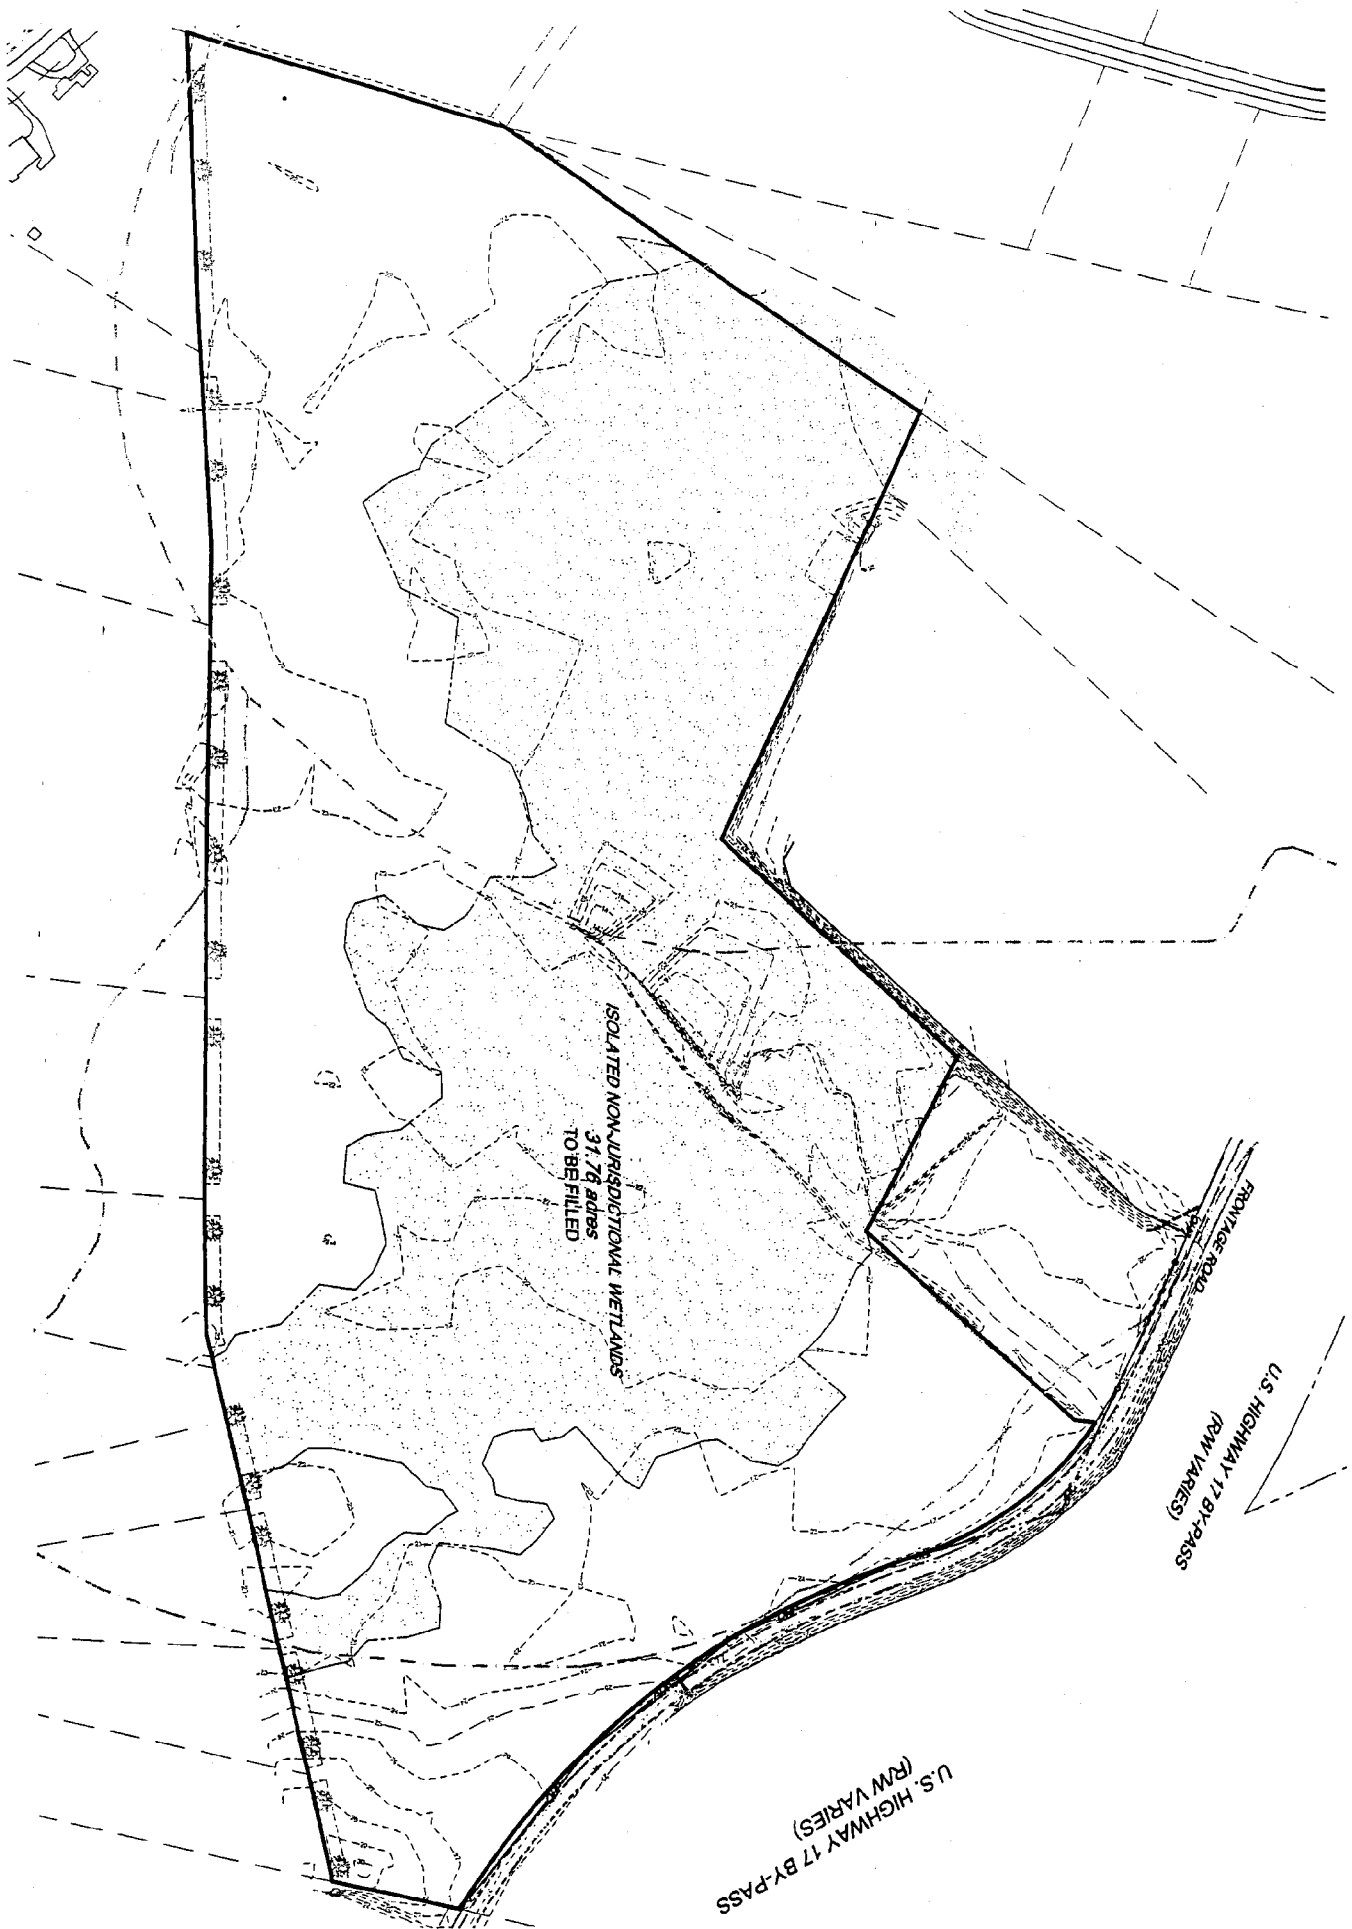 FRONTAGE ROAD
U.S. HIGHWAY 17 BY-PASS
(R/W VARIES)
ISOLATED NON-JURISDICTIONAL WETLANDS
31.76 acres
TO BE FILLED
U.S. HIGHWAY 17 BY-PASS
(R/W VARIES)